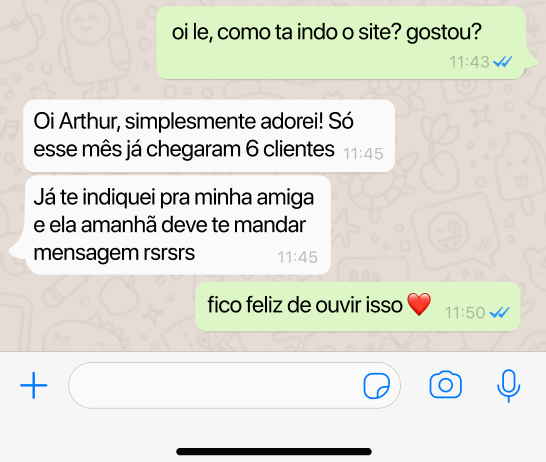 oi le, como ta indo o site? gostou?
11:43
Oi Arthur, simplesmente adorei! Só
esse mês já chegaram 6 clientes 11:45
Já te indiquei pra minha amiga
e ela amanhã deve te mandar
mensagem rsrsrs 11:45
fico feliz de ouvir isso ❤️ 11:50